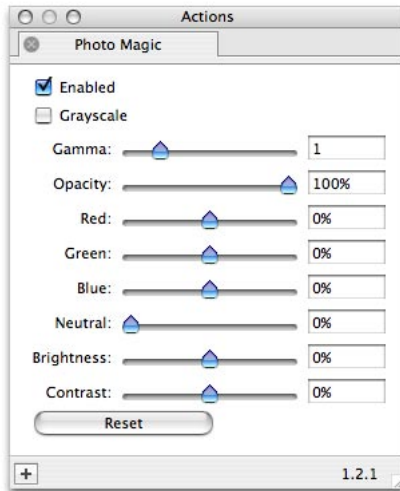 Actions
Photo Magic
Enabled
Grayscale
Gamma: 1
Opacity: 100%
Red: 0%
Green: 0%
Blue: 0%
Neutral: 0%
Brightness: 0%
Contrast: 0%
Reset
+ 1.2.1